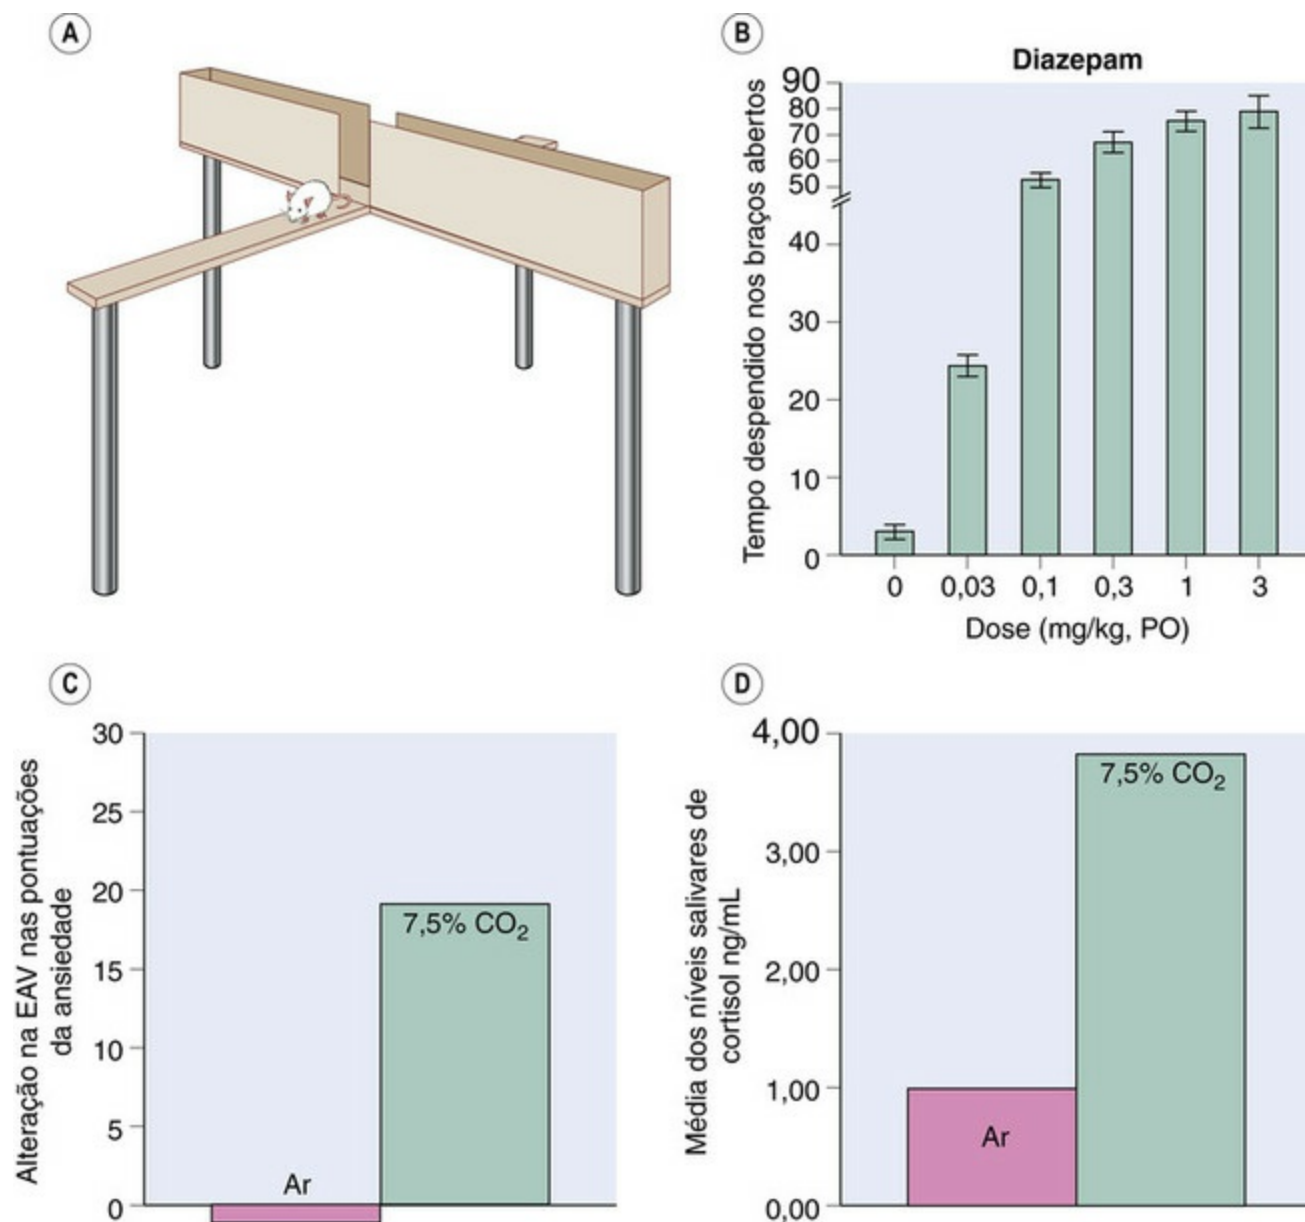 A
B
Diazepam
Tempo despendido nos braços abertos
90
80
70
60
50
40
30
20
10
0
0 0,03 0,1 0,3 1 3
Dose (mg/kg, PO)
C
Alteração na EAV nas pontuações
da ansiedade
30
25
20
15
10
5
0
7,5% CO₂
Ar
D
Média dos níveis salivares de
cortisol ng/mL
4,00
3,00
2,00
1,00
0,00
7,5% CO₂
Ar